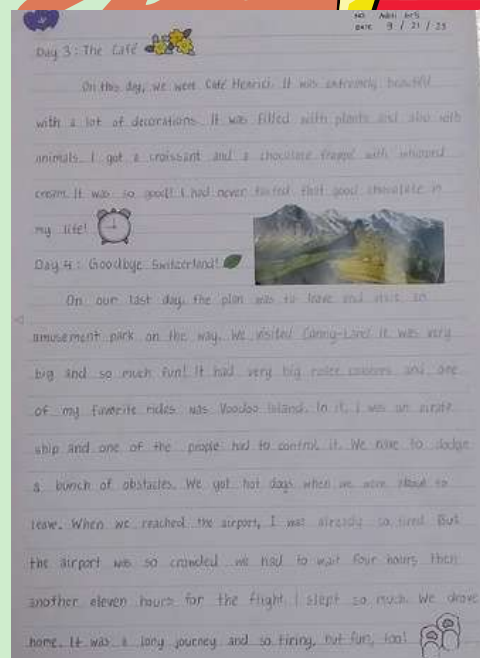 NO.
DATE 9 / 21 / 23
Day 3: The Café
On this day, we went Café Henrici. It was extremely beautiful
with a lot of decorations. It was filled with plants and also with
animals. I got a croissant and a chocolate frappé with whipped
cream. It was so good! I had never tasted that good chocolate in
my life!
Day 4: Goodbye Switzerland!
On our last day, the plan was to leave and visit an
amusement park on the way. We visited Conny-Land. It was very
big and so much fun! It had very big roller and one
of my favorite rides was Voodoo Island. In it, I was on
ship and one of the people had to control it. We have to dodge
a bunch of obstacles. We got hot dogs when we were about to
leave. When we reached the airport, I was already so tired. But
the airport was so crowded we had to wait four hours then
another eleven hours for the flight. I slept so much. We drove
home. It was a long journey and so tiring, but fun, too!